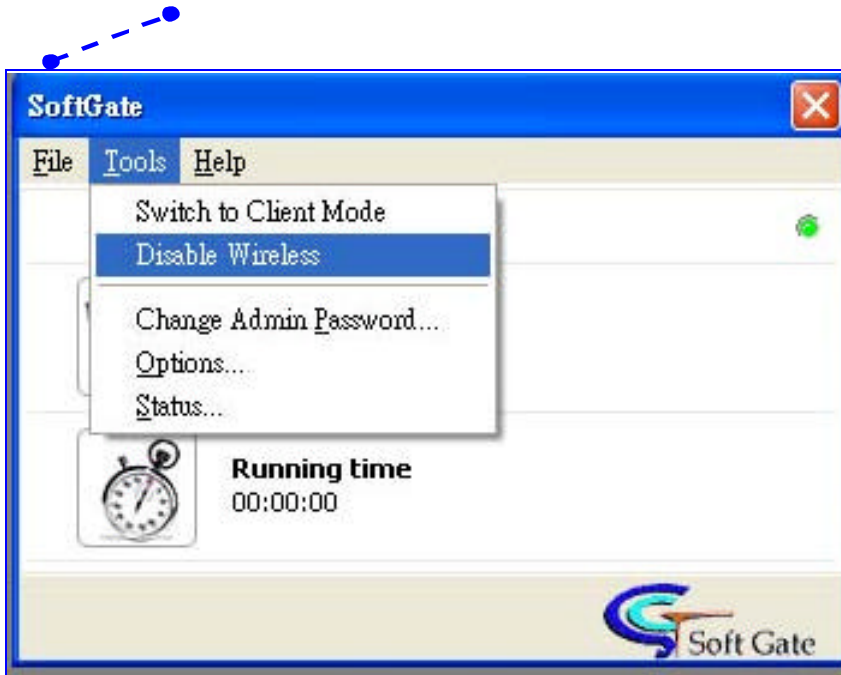 SoftGate
File Tools Help
Switch to Client Mode
Disable Wireless
Change Admin Password...
Options...
Status...
Running time
00:00:00
Soft Gate